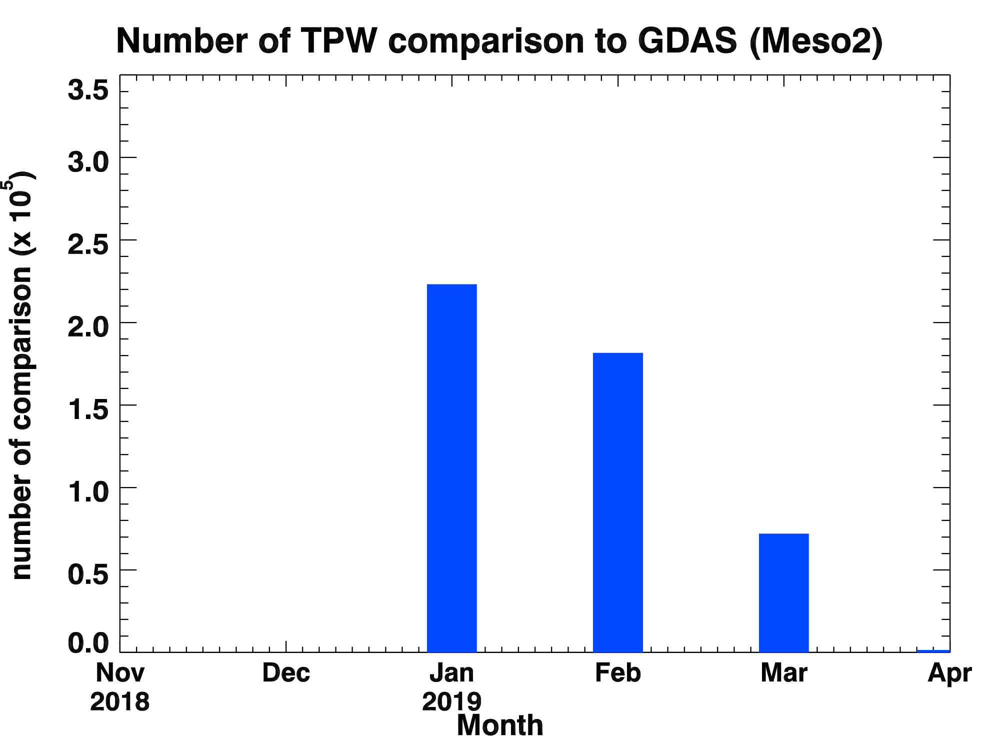 Number of TPW comparison to GDAS (Meso2)
number of comparison (x 10⁵)
3.5
3.0
2.5
2.0
1.5
1.0
0.5
0.0
Nov Dec Jan Feb Mar Apr
2018 2019
Month